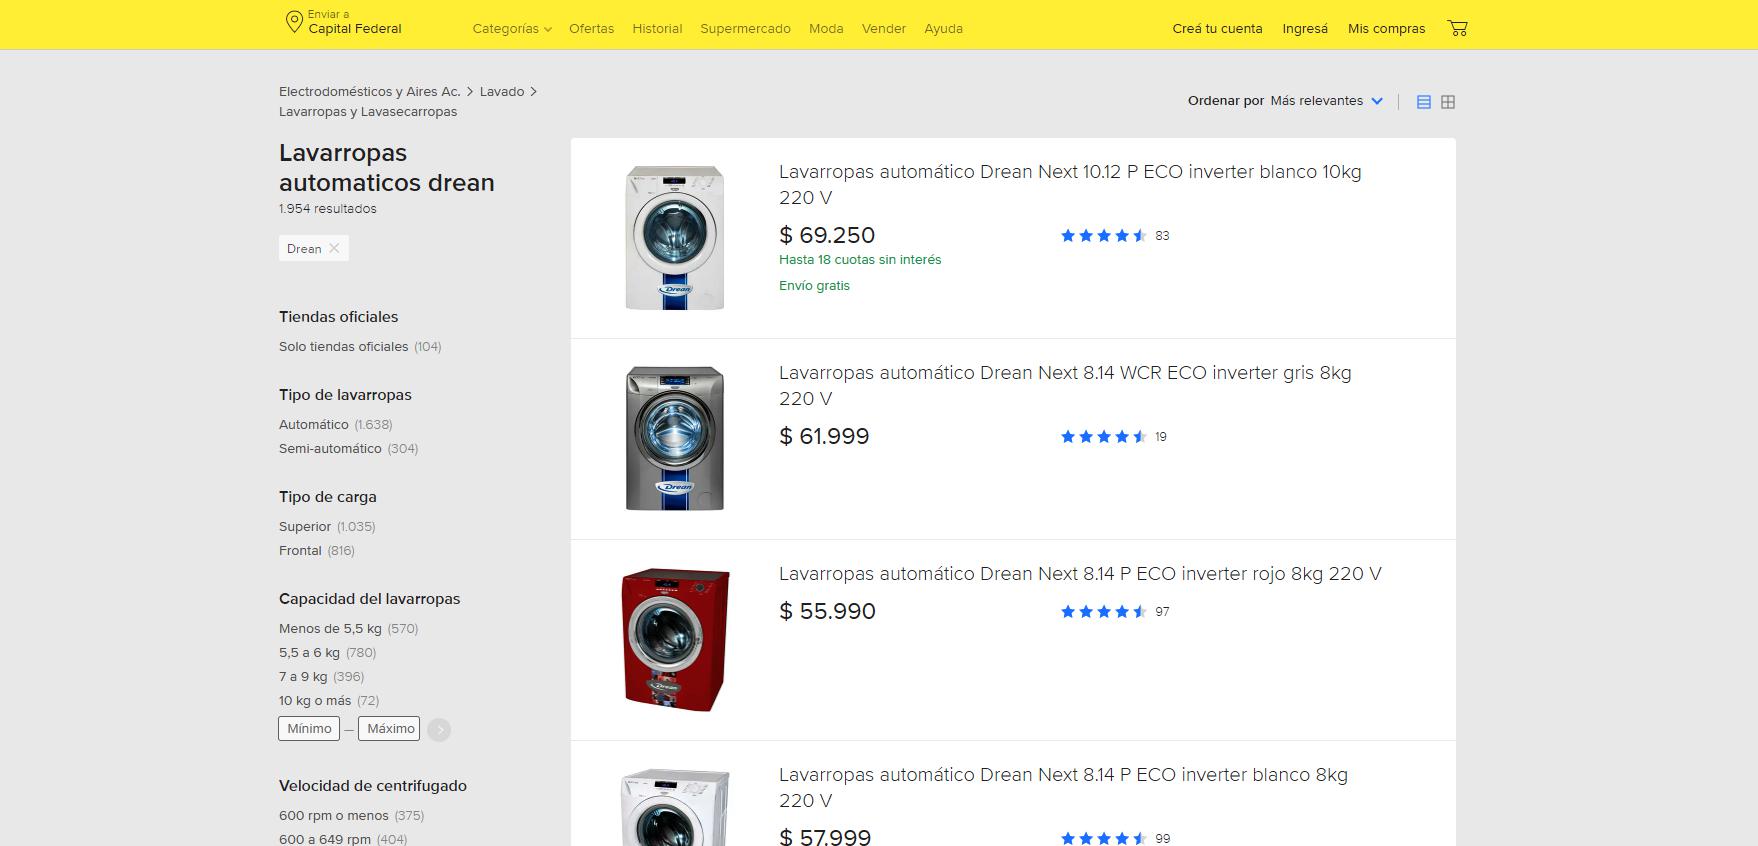 Enviar a
Capital Federal
Categorías
Ofertas
Historial
Supermercado
Moda
Vender
Ayuda
Creá tu cuenta
Ingresá
Mis compras
Electrodomésticos y Aires Ac. > Lavado >
Lavarropas y Lavasecarropas
Lavarropas
automaticos drean
1.954 resultados
Drean
Tiendas oficiales
Solo tiendas oficiales (104)
Tipo de lavarropas
Automático (1.638)
Semi-automático (304)
Tipo de carga
Superior (1.035)
Frontal (816)
Capacidad del lavarropas
Menos de 5,5 kg (570)
5,5 a 6 kg (780)
7 a 9 kg (396)
10 kg o más (72)
Mínimo – Máximo
Velocidad de centrifugado
600 rpm o menos (375)
600 a 649 rpm (404)
Ordenar por Más relevantes
Lavarropas automático Drean Next 10.12 P ECO inverter blanco 10kg
220 V
$ 69.250
83
Hasta 18 cuotas sin interés
Envío gratis
Drean
Lavarropas automático Drean Next 8.14 WCR ECO inverter gris 8kg
220 V
$ 61.999
19
Drean
Lavarropas automático Drean Next 8.14 P ECO inverter rojo 8kg 220 V
$ 55.990
97
Drean
Lavarropas automático Drean Next 8.14 P ECO inverter blanco 8kg
220 V
$ 57.999
99